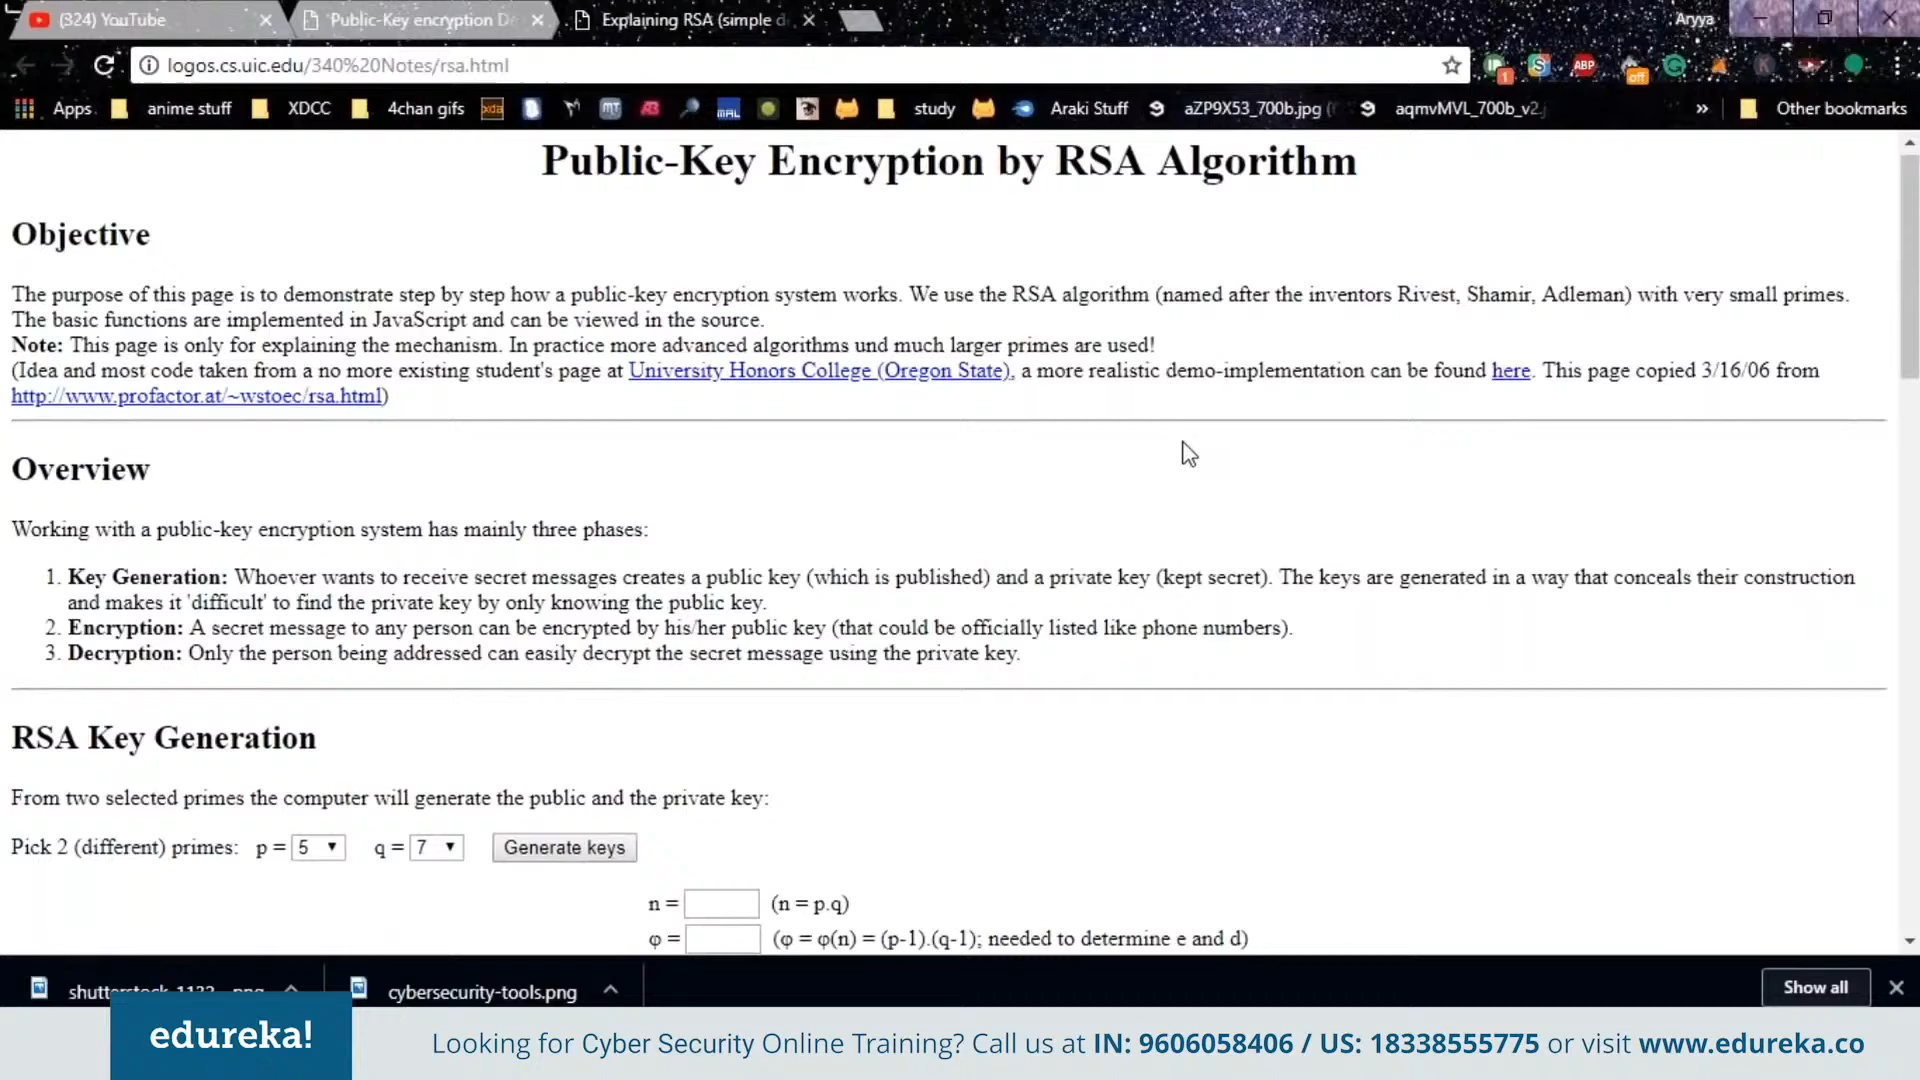 (324) YouTube
Public-Key encryption De
Explaining RSA (simple d
Aryya
logos.cs.uic.edu/340%20Notes/rsa.html
1
ABP
off
Apps
anime stuff
XDCC
4chan gifs
xda
MT
MAL
study
Araki Stuff
aZP9X53_700b.jpg (
aqmvMVL_700b_v2.j
»
Other bookmarks
Public-Key Encryption by RSA Algorithm
Objective
The purpose of this page is to demonstrate step by step how a public-key encryption system works. We use the RSA algorithm (named after the inventors Rivest, Shamir, Adleman) with very small primes.
The basic functions are implemented in JavaScript and can be viewed in the source.
Note: This page is only for explaining the mechanism. In practice more advanced algorithms und much larger primes are used!
(Idea and most code taken from a no more existing student's page at University Honors College (Oregon State), a more realistic demo-implementation can be found here. This page copied 3/16/06 from
http://www.profactor.at/~wstoec/rsa.html)
Overview
Working with a public-key encryption system has mainly three phases:
1. Key Generation: Whoever wants to receive secret messages creates a public key (which is published) and a private key (kept secret). The keys are generated in a way that conceals their construction
and makes it 'difficult' to find the private key by only knowing the public key.
2. Encryption: A secret message to any person can be encrypted by his/her public key (that could be officially listed like phone numbers).
3. Decryption: Only the person being addressed can easily decrypt the secret message using the private key.
RSA Key Generation
From two selected primes the computer will generate the public and the private key:
Pick 2 (different) primes: p = 5 q = 7 Generate keys
n = (n = p.q)
φ = (φ = φ(n) = (p-1).(q-1); needed to determine e and d)
cybersecurity-tools.png
Show all
edureka!
Looking for Cyber Security Online Training? Call us at IN: 9606058406 / US: 18338555775 or visit www.edureka.co